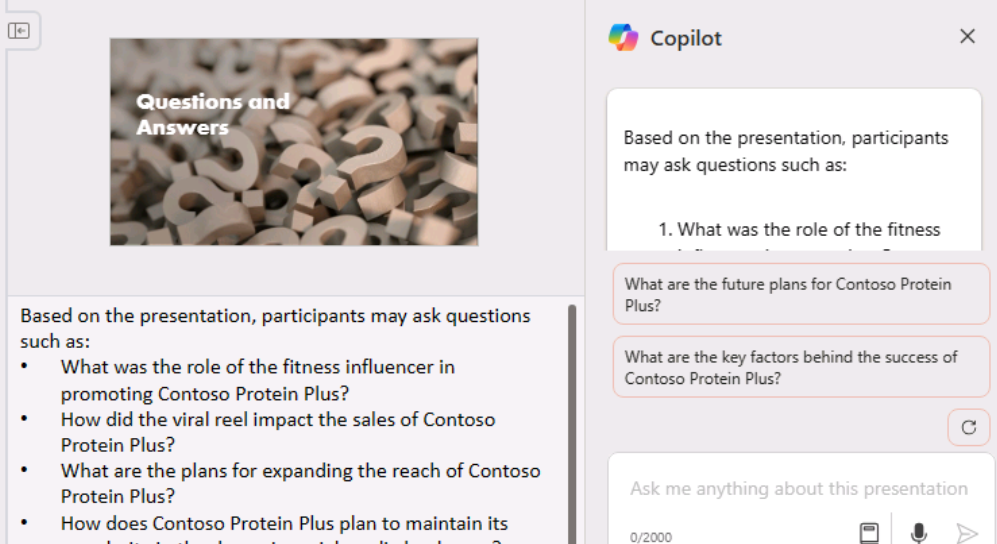 Questions and
Answers
Based on the presentation, participants may ask questions
such as:
• What was the role of the fitness influencer in
promoting Contoso Protein Plus?
• How did the viral reel impact the sales of Contoso
Protein Plus?
• What are the plans for expanding the reach of Contoso
Protein Plus?
• How does Contoso Protein Plus plan to maintain its
Copilot
Based on the presentation, participants
may ask questions such as:
1. What was the role of the fitness
What are the future plans for Contoso Protein
Plus?
What are the key factors behind the success of
Contoso Protein Plus?
Ask me anything about this presentation
0/2000